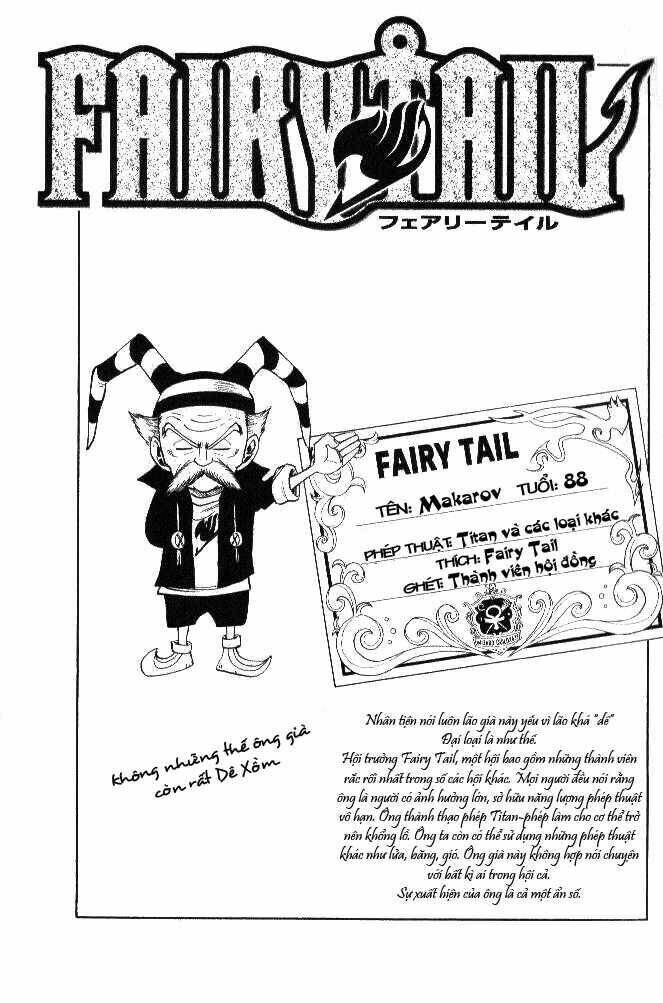 FAIRY TAIL
フェアリーテイル
FAIRY TAIL
TÊN: Makarov TUỔI: 88
PHÉP THUẬT: Titan và các loại khác
THÍCH: Fairy Tail
GHÉT: Thành viên hội đồng
không nhưng thế ông già
còn rất Dê Xồm
Nhân tiện nói luôn lão già này yếu vì lão khá "dê"
Đại loại là như thế.
Hội trưởng Fairy Tail, một hội bao gồm những thành viên
rắc rối nhất trong số các hội khác. Mọi người đều nói rằng
ông là người có ảnh hưởng lớn, sở hữu năng lượng phép thuật
vô hạn. Ông thành thạo phép Titan-phép làm cho cơ thể trở
nên khổng lồ. Ông ta còn có thể sử dụng những phép thuật
khác như lửa, băng, gió. Ông già này không hợp nói chuyện
với bất kì ai trong hội cả.
Sự xuất hiện của ông là cả một ẩn số.